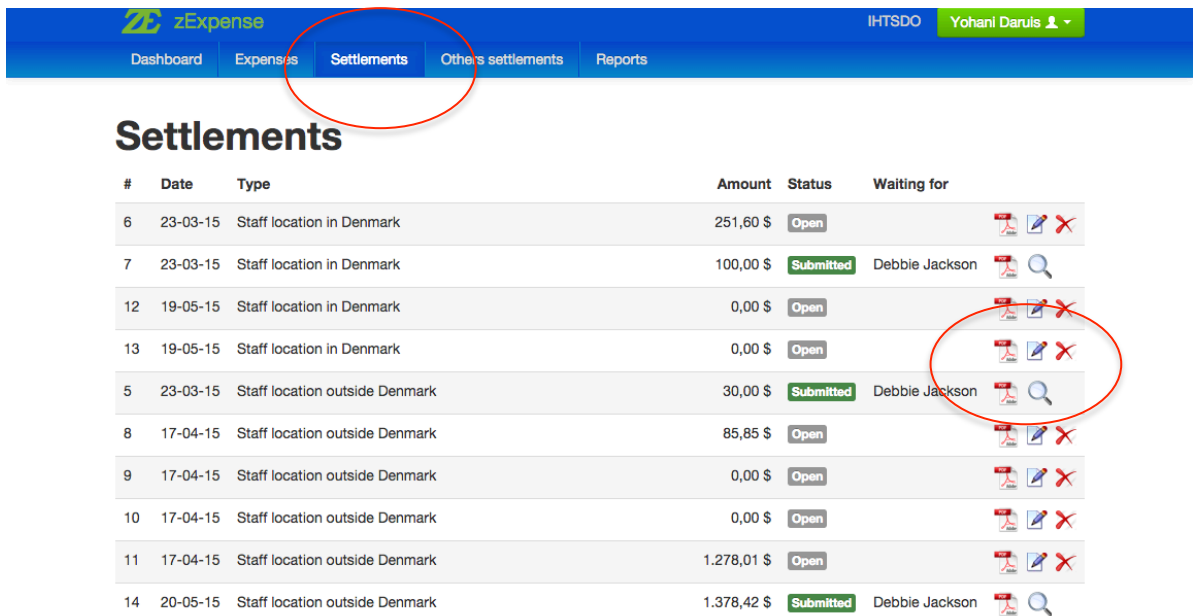 zE zExpense IHTSDO Yohani Daruis
Dashboard Expenses Settlements Others settlements Reports
Settlements
# Date Type Amount Status Waiting for
6 23-03-15 Staff location in Denmark 251,60 $ Open
7 23-03-15 Staff location in Denmark 100,00 $ Submitted Debbie Jackson
12 19-05-15 Staff location in Denmark 0,00 $ Open
13 19-05-15 Staff location in Denmark 0,00 $ Open
5 23-03-15 Staff location outside Denmark 30,00 $ Submitted Debbie Jackson
8 17-04-15 Staff location outside Denmark 85,85 $ Open
9 17-04-15 Staff location outside Denmark 0,00 $ Open
10 17-04-15 Staff location outside Denmark 0,00 $ Open
11 17-04-15 Staff location outside Denmark 1.278,01 $ Open
14 20-05-15 Staff location outside Denmark 1.378,42 $ Submitted Debbie Jackson